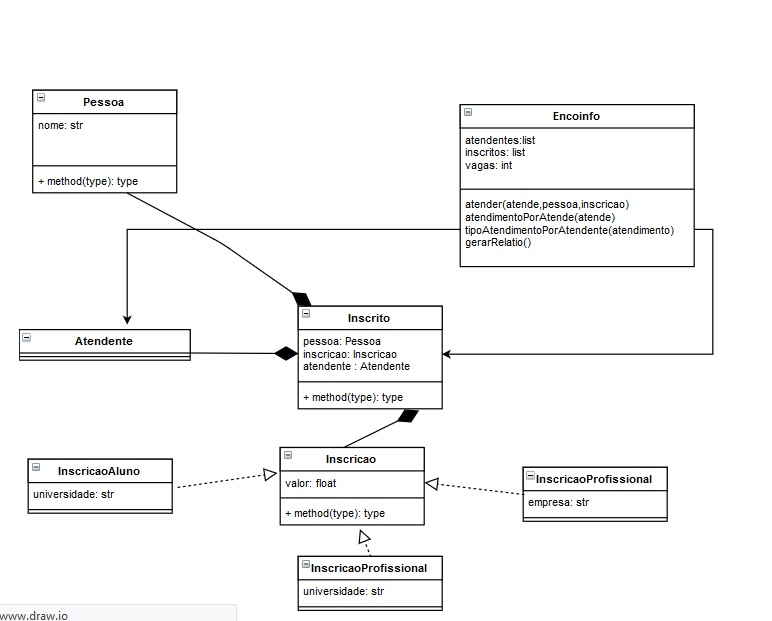 Pessoa
nome: str
+ method(type): type
Encoinfo
atendentes:list
inscritos: list
vagas: int
atender(atende,pessoa,inscricao)
atendimentoPorAtende(atende)
tipoAtendimentoPorAtendente(atendimento)
gerarRelatio()
Atendente
Inscrito
pessoa: Pessoa
inscricao: Inscricao
atendente : Atendente
+ method(type): type
InscricaoAluno
universidade: str
Inscricao
valor: float
+ method(type): type
InscricaoProfissional
empresa: str
InscricaoProfissional
universidade: str
www.draw.io